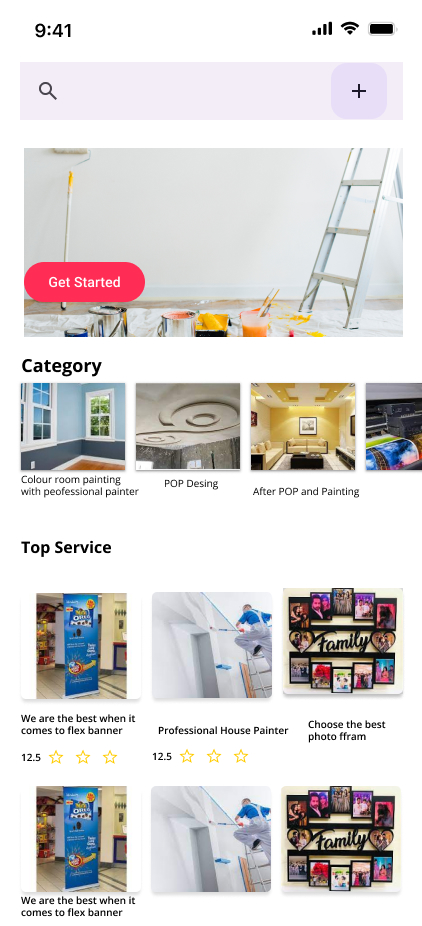 9:41
Get Started
Category
Colour room painting
with peofessional painter
POP Desing
After POP and Painting
Top Service
Family
We are the best when it
comes to flex banner
Professional House Painter
Choose the best
photo ffram
12.5
12.5
Family
We are the best when it
comes to flex banner